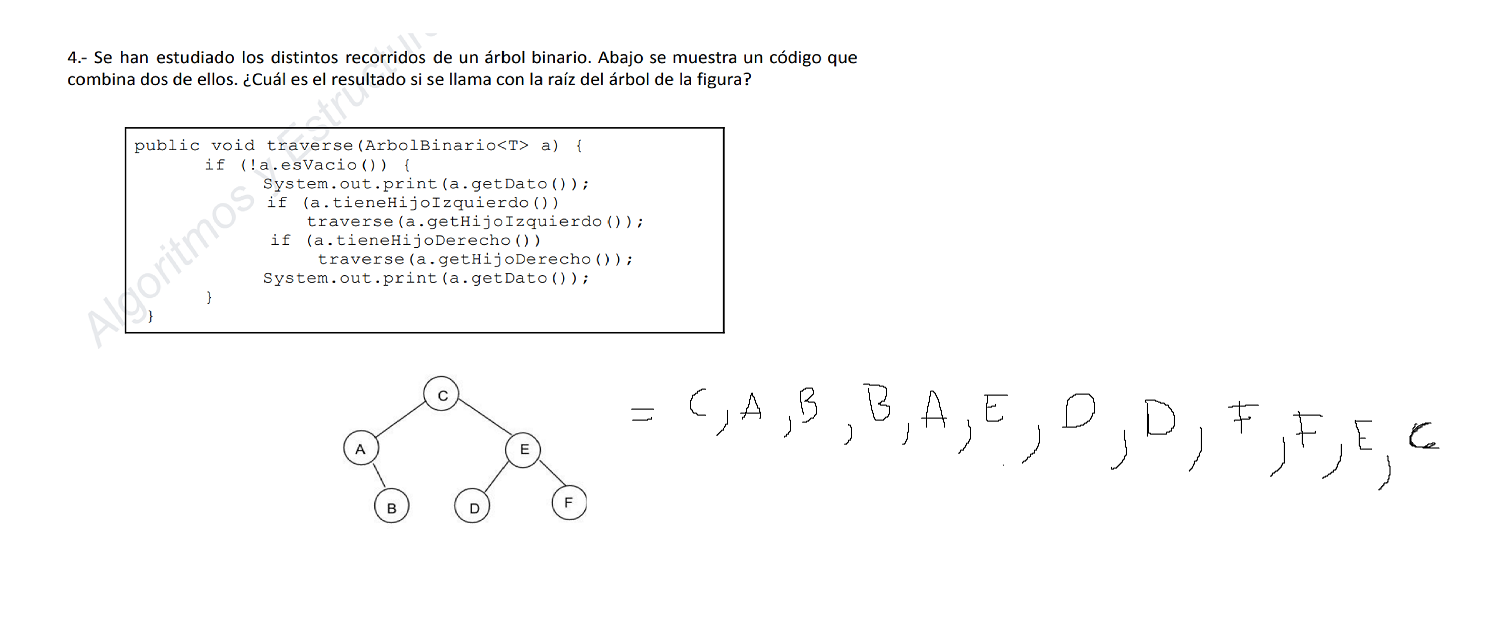 4.- Se han estudiado los distintos recorridos de un árbol binario. Abajo se muestra un código que
combina dos de ellos. ¿Cuál es el resultado si se llama con la raíz del árbol de la figura?
public void traverse(ArbolBinario<T> a) {
if (!a.esVacio()) {
System.out.print(a.getDato());
if (a.tieneHijoIzquierdo())
traverse(a.getHijoIzquierdo());
if (a.tieneHijoDerecho())
traverse(a.getHijoDerecho());
System.out.print(a.getDato());
}
}
Algoritmos y Estructur
C
A
E
B
D
F
= C, A, B, B, A, E, D, D, F, F, E, C